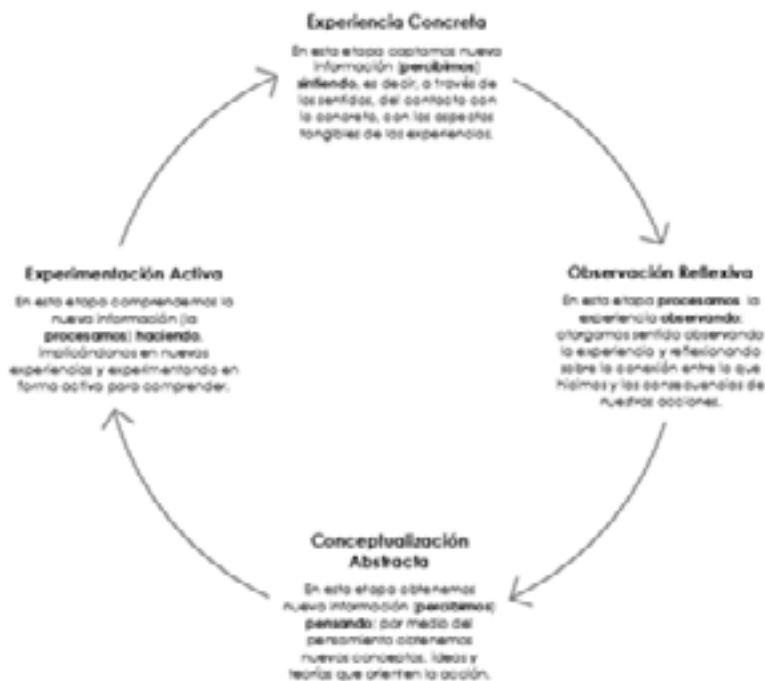 Experiencia Concreta
En esta etapa captamos nueva
información (percibimos)
sintiendo, es decir, a través de
los sentidos, del contacto con
lo concreto, con los aspectos
tangibles de las experiencias.
Observación Reflexiva
En esta etapa procesamos la
experiencia observando:
otorgamos sentido observando
la experiencia y reflexionando
sobre la conexión entre lo que
hicimos y las consecuencias de
nuestras acciones.
Conceptualización
Abstracta
En esta etapa obtenemos
nueva información (percibimos)
pensando: por medio del
pensamiento obtenemos
nuevos conceptos, ideas y
teorías que orienten la acción.
Experimentación Activa
En esta etapa comprendemos la
nueva información (la
procesamos) haciendo,
implicándonos en nuevas
experiencias y experimentando en
forma activa para comprender.